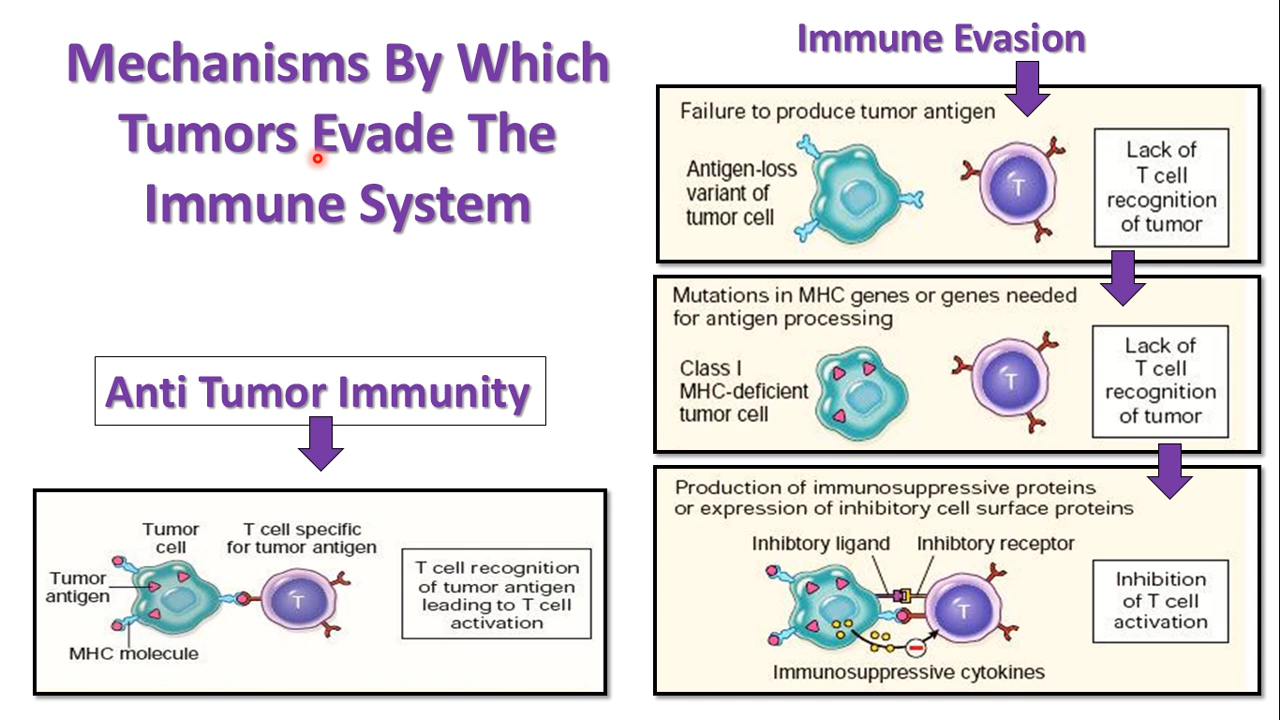 Mechanisms By Which
Tumors Evade The
Immune System
Anti Tumor Immunity
Tumor
cell
T cell specific
for tumor antigen
Tumor
antigen
MHC molecule
T
T cell recognition
of tumor antigen
leading to T cell
activation
Immune Evasion
Failure to produce tumor antigen
Antigen-loss
variant of
tumor cell
T
Lack of
T cell
recognition
of tumor
Mutations in MHC genes or genes needed
for antigen processing
Class I
MHC-deficient
tumor cell
T
Lack of
T cell
recognition
of tumor
Production of immunosuppressive proteins
or expression of inhibitory cell surface proteins
Inhibtory ligand
Inhibtory receptor
T
Immunosuppressive cytokines
Inhibition
of T cell
activation